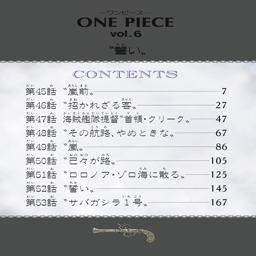 ワンピース
ONE PIECE
vol.6
〝誓い〟
CONTENTS
第45話〝嵐前〟 7
第46話〝招かれざる客〟 27
第47話 海賊艦隊提督〝首領・クリーク〟 47
第48話〝その航路、やめときな〟 67
第49話〝嵐〟 86
第50話〝己々が路〟 105
第51話〝ロロノア・ゾロ海に散る〟 125
第52話〝誓い〟 145
第53話〝サバガシラ1号〟 167